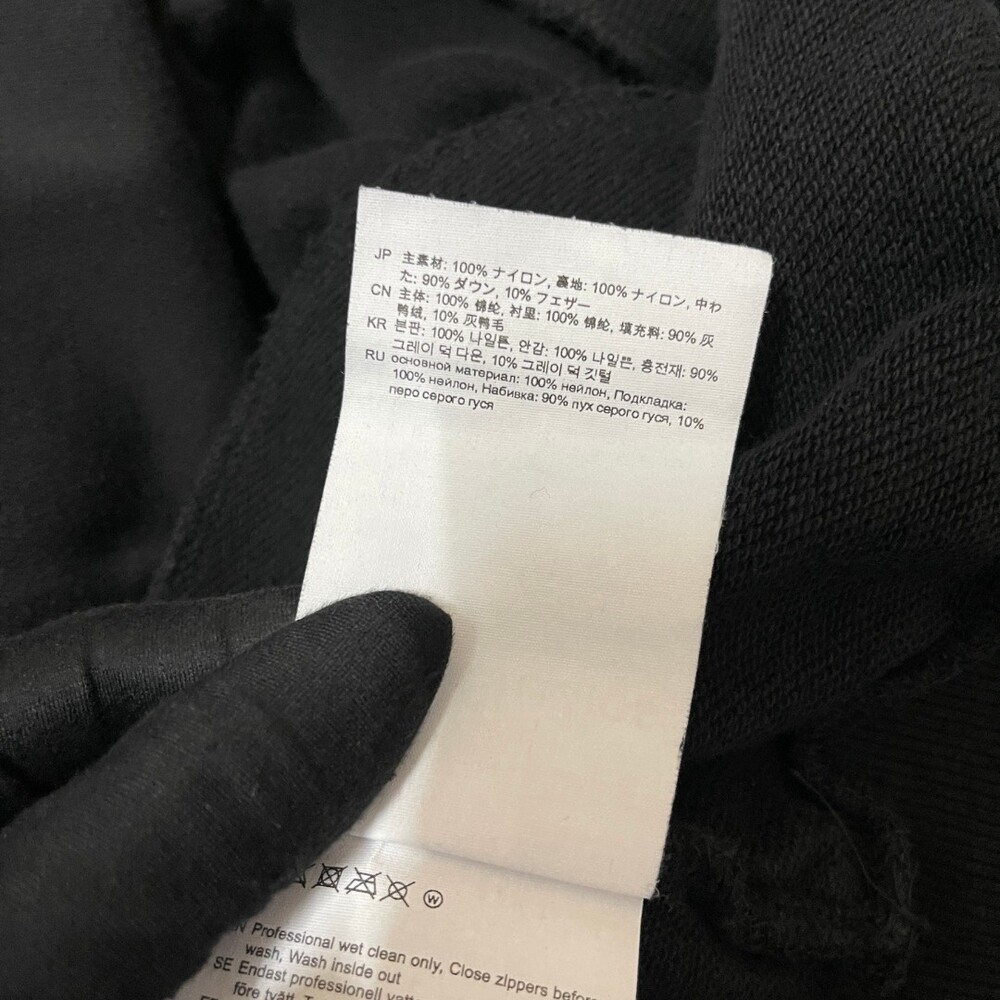 JP 主素材: 100% ナイロン, 裏地: 100% ナイロン, 中わ
た: 90% ダウン, 10% フェザー
CN 主体: 100% 锦纶, 衬里: 100% 锦纶, 填充料: 90% 灰
鸭绒, 10% 灰鸭毛
KR 본판: 100% 나일론, 안감: 100% 나일론, 충전재: 90%
그레이 덕 다운, 10% 그레이 덕 깃털
RU основной материал: 100% нейлон, Подкладка:
100% нейлон, Набивка: 90% пух серого гуся, 10%
перо серого гуся
W
N Professional wet clean only, Close zippers before
wash, Wash inside out
SE Endast professionell
före tvätt,